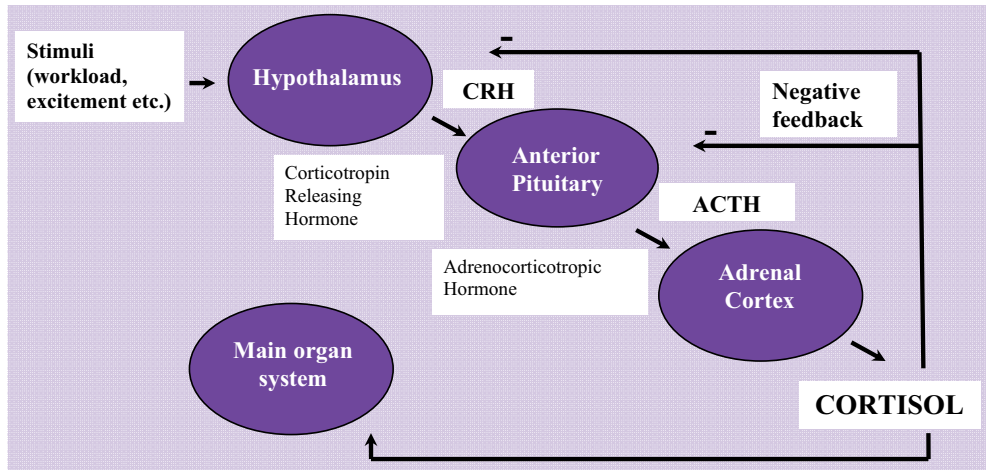 Stimuli
(workload,
excitement etc.)
Hypothalamus
-
CRH
Negative
feedback
-
Corticotropin
Releasing
Hormone
Anterior
Pituitary
ACTH
Adrenocorticotropic
Hormone
Adrenal
Cortex
Main organ
system
CORTISOL